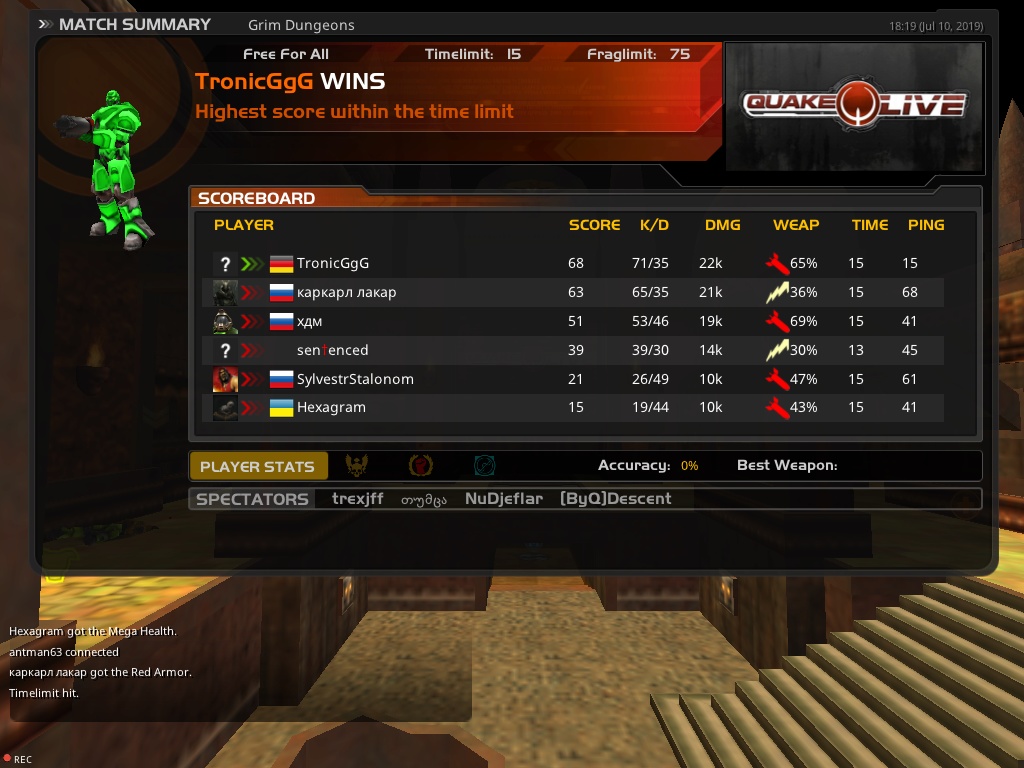 MATCH SUMMARY Grim Dungeons 18:19 (Jul 10, 2019)
Free For All Timelimit: 15 Fraglimit: 75
TronicGgG WINS
Highest score within the time limit
QUAKE LIVE
SCOREBOARD
PLAYER SCORE K/D DMG WEAP TIME PING
? TronicGgG 68 71/35 22k 65% 15 15
каркарл лакар 63 65/35 21k 36% 15 68
хдм 51 53/46 19k 69% 15 41
? sen†enced 39 39/30 14k 30% 13 45
SylvestrStalonom 21 26/49 10k 47% 15 61
Hexagram 15 19/44 10k 43% 15 41
PLAYER STATS Accuracy: 0% Best Weapon:
SPECTATORS trexjff თუმცა NuDjeflar [ByQ]Descent
Hexagram got the Mega Health.
antman63 connected
каркарл лакар got the Red Armor.
Timelimit hit.
REC